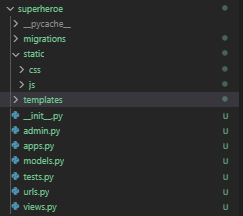 superheroe
__pycache__
migrations
static
css
js
templates
__init__.py U
admin.py U
apps.py U
models.py U
tests.py U
urls.py U
views.py U